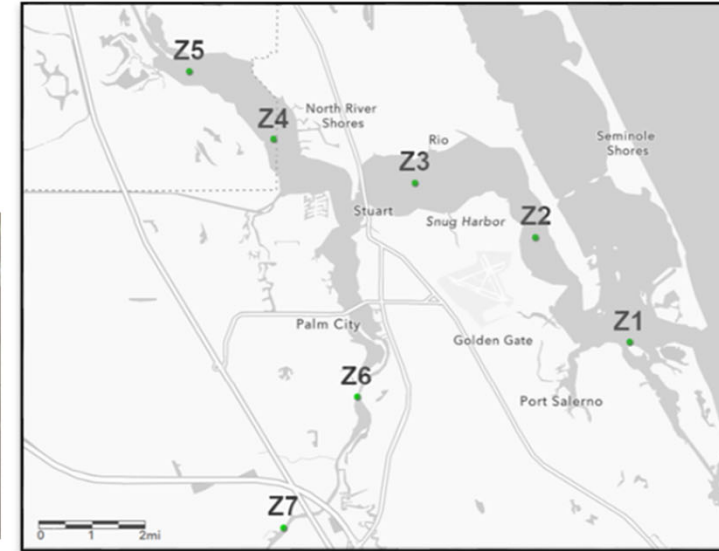 Z5
Z4
North River
Shores
Rio
Seminole
Shores
Z3
Stuart
Snug Harbor
Z2
Z1
Palm City
Golden Gate
Z6
Port Salerno
Z7
0 1 2mi